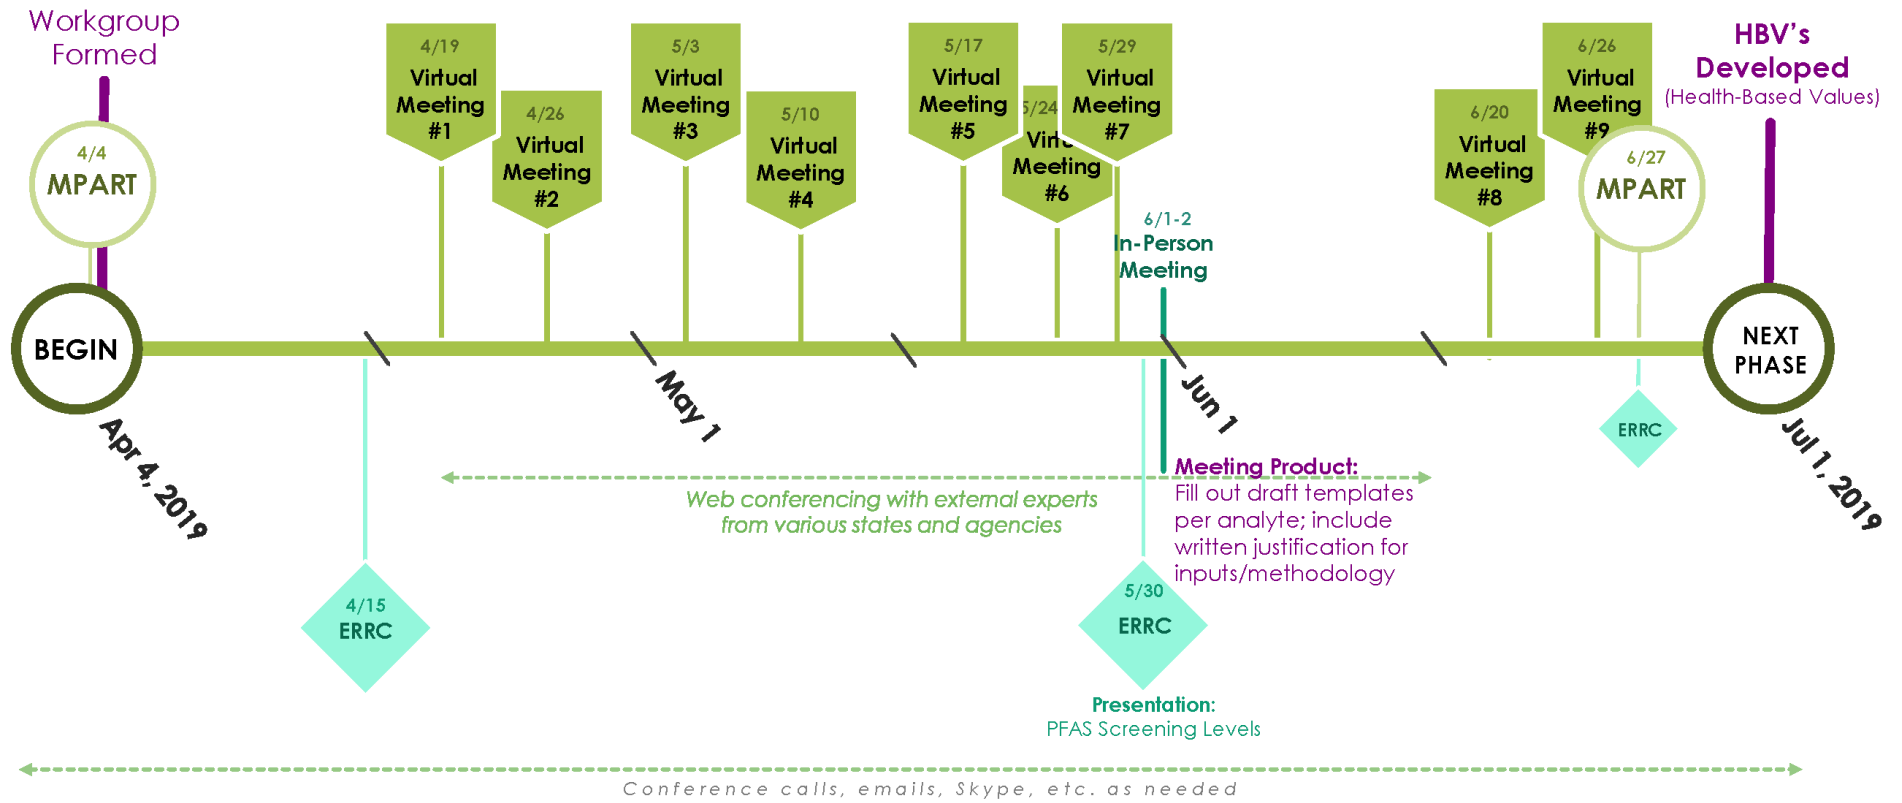 Workgroup
Formed
4/4
MPART
BEGIN
Apr 4, 2019
4/19
Virtual
Meeting
#1
4/26
Virtual
Meeting
#2
5/3
Virtual
Meeting
#3
5/10
Virtual
Meeting
#4
5/17
Virtual
Meeting
#5
5/24
Virtu
Meeting
#6
5/29
Virtual
Meeting
#7
6/1-2
In-Person
Meeting
6/20
Virtual
Meeting
#8
6/26
Virtual
Meeting
#9
6/27
MPART
HBV's
Developed
(Health-Based Values)
NEXT
PHASE
Jul 1, 2019
May 1
Jun 1
4/15
ERRC
Web conferencing with external experts
from various states and agencies
Meeting Product:
Fill out draft templates
per analyte; include
written justification for
inputs/methodology
5/30
ERRC
Presentation:
PFAS Screening Levels
ERRC
Conference calls, emails, Skype, etc. as needed